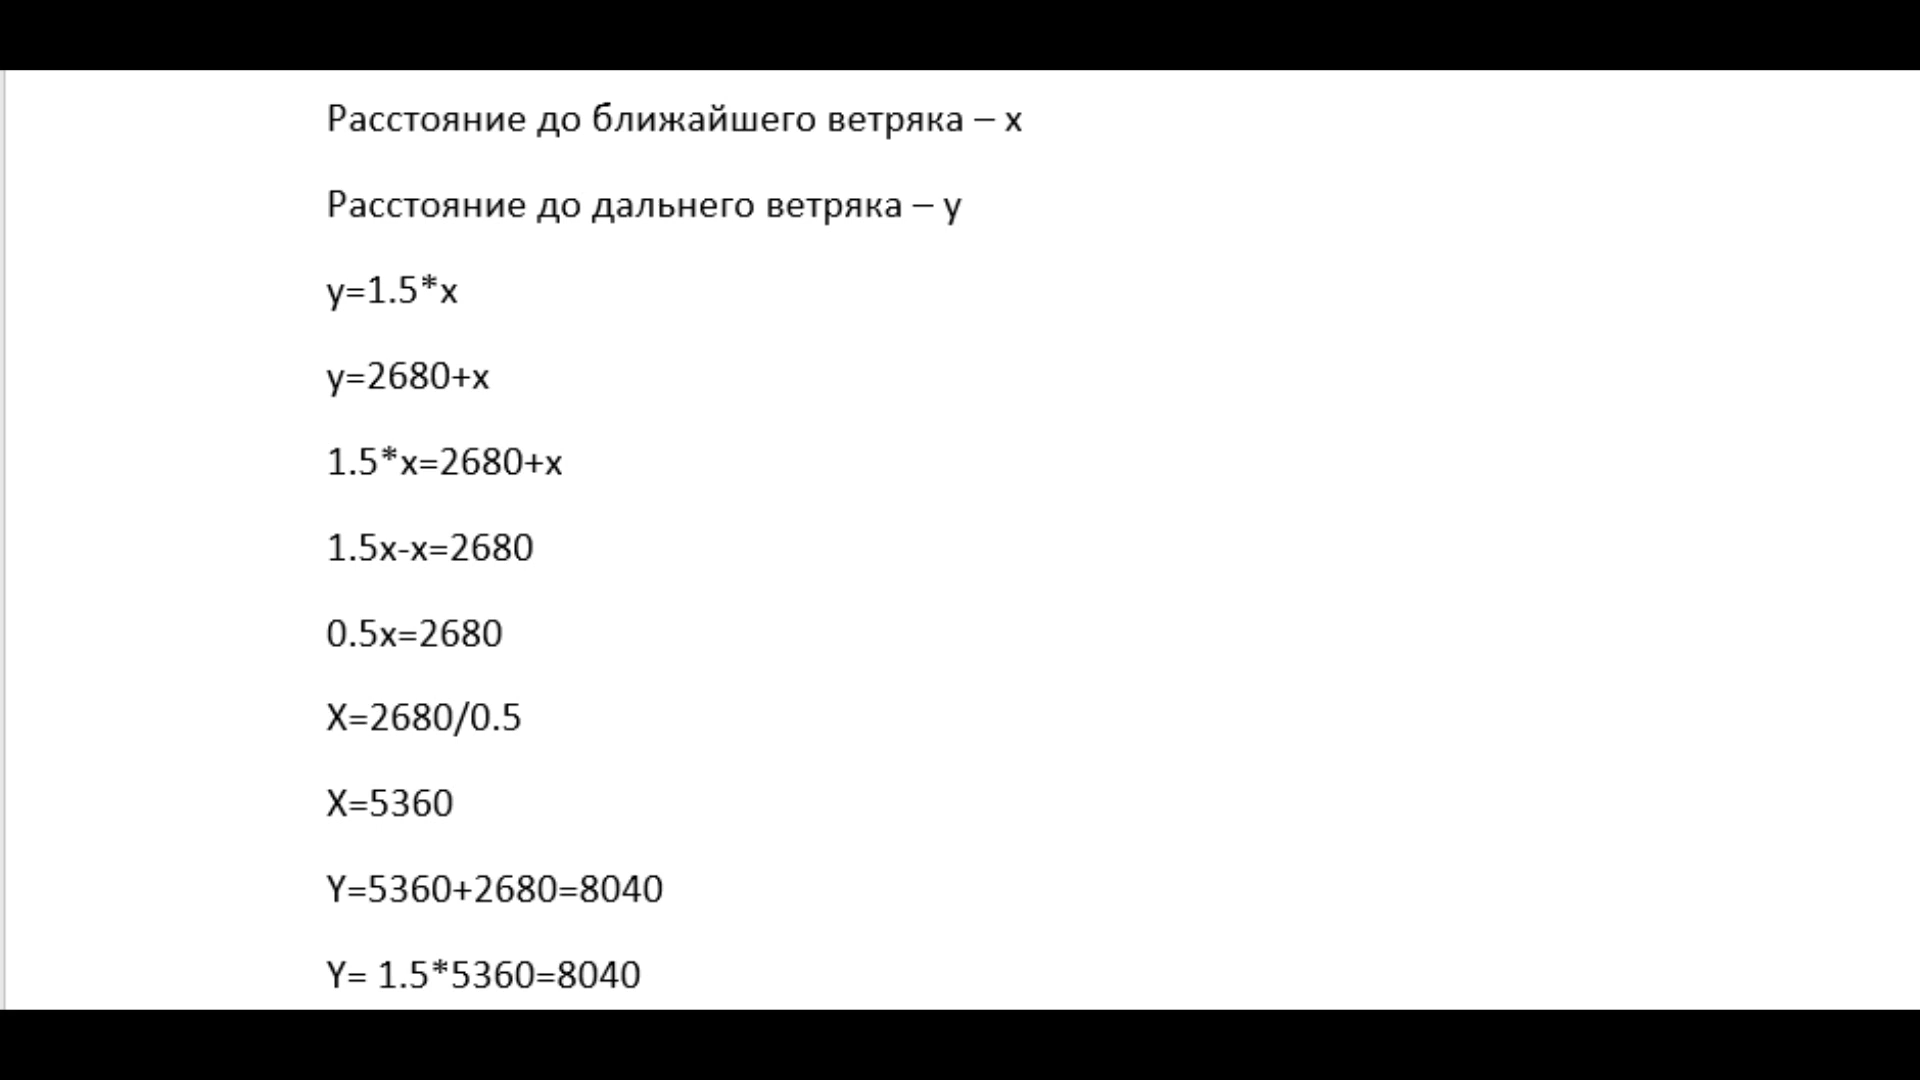 Расстояние до ближайшего ветряка – x
Расстояние до дальнего ветряка – y
y=1.5*x
y=2680+x
1.5*x=2680+x
1.5x-x=2680
0.5x=2680
X=2680/0.5
X=5360
Y=5360+2680=8040
Y= 1.5*5360=8040